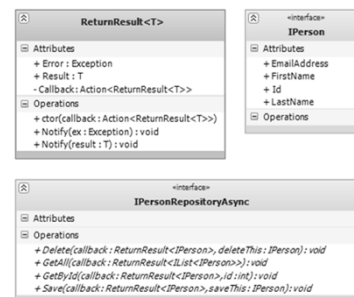 ReturnResult<T>
Attributes
+ Error : Exception
+ Result : T
- Callback : Action<ReturnResult<T>>
Operations
+ ctor(callback : Action<ReturnResult<T>>)
+ Notify(ex : Exception) : void
+ Notify(result : T) : void
«interface»
IPerson
Attributes
+ EmailAddress
+ FirstName
+ Id
+ LastName
Operations
«interface»
IPersonRepositoryAsync
Attributes
Operations
+ Delete(callback : ReturnResult<IPerson>, deleteThis : IPerson) : void
+ GetAll(callback : ReturnResult<IList<IPerson>>) : void
+ GetById(callback : ReturnResult<IPerson>, id : int) : void
+ Save(callback : ReturnResult<IPerson>, saveThis : IPerson) : void